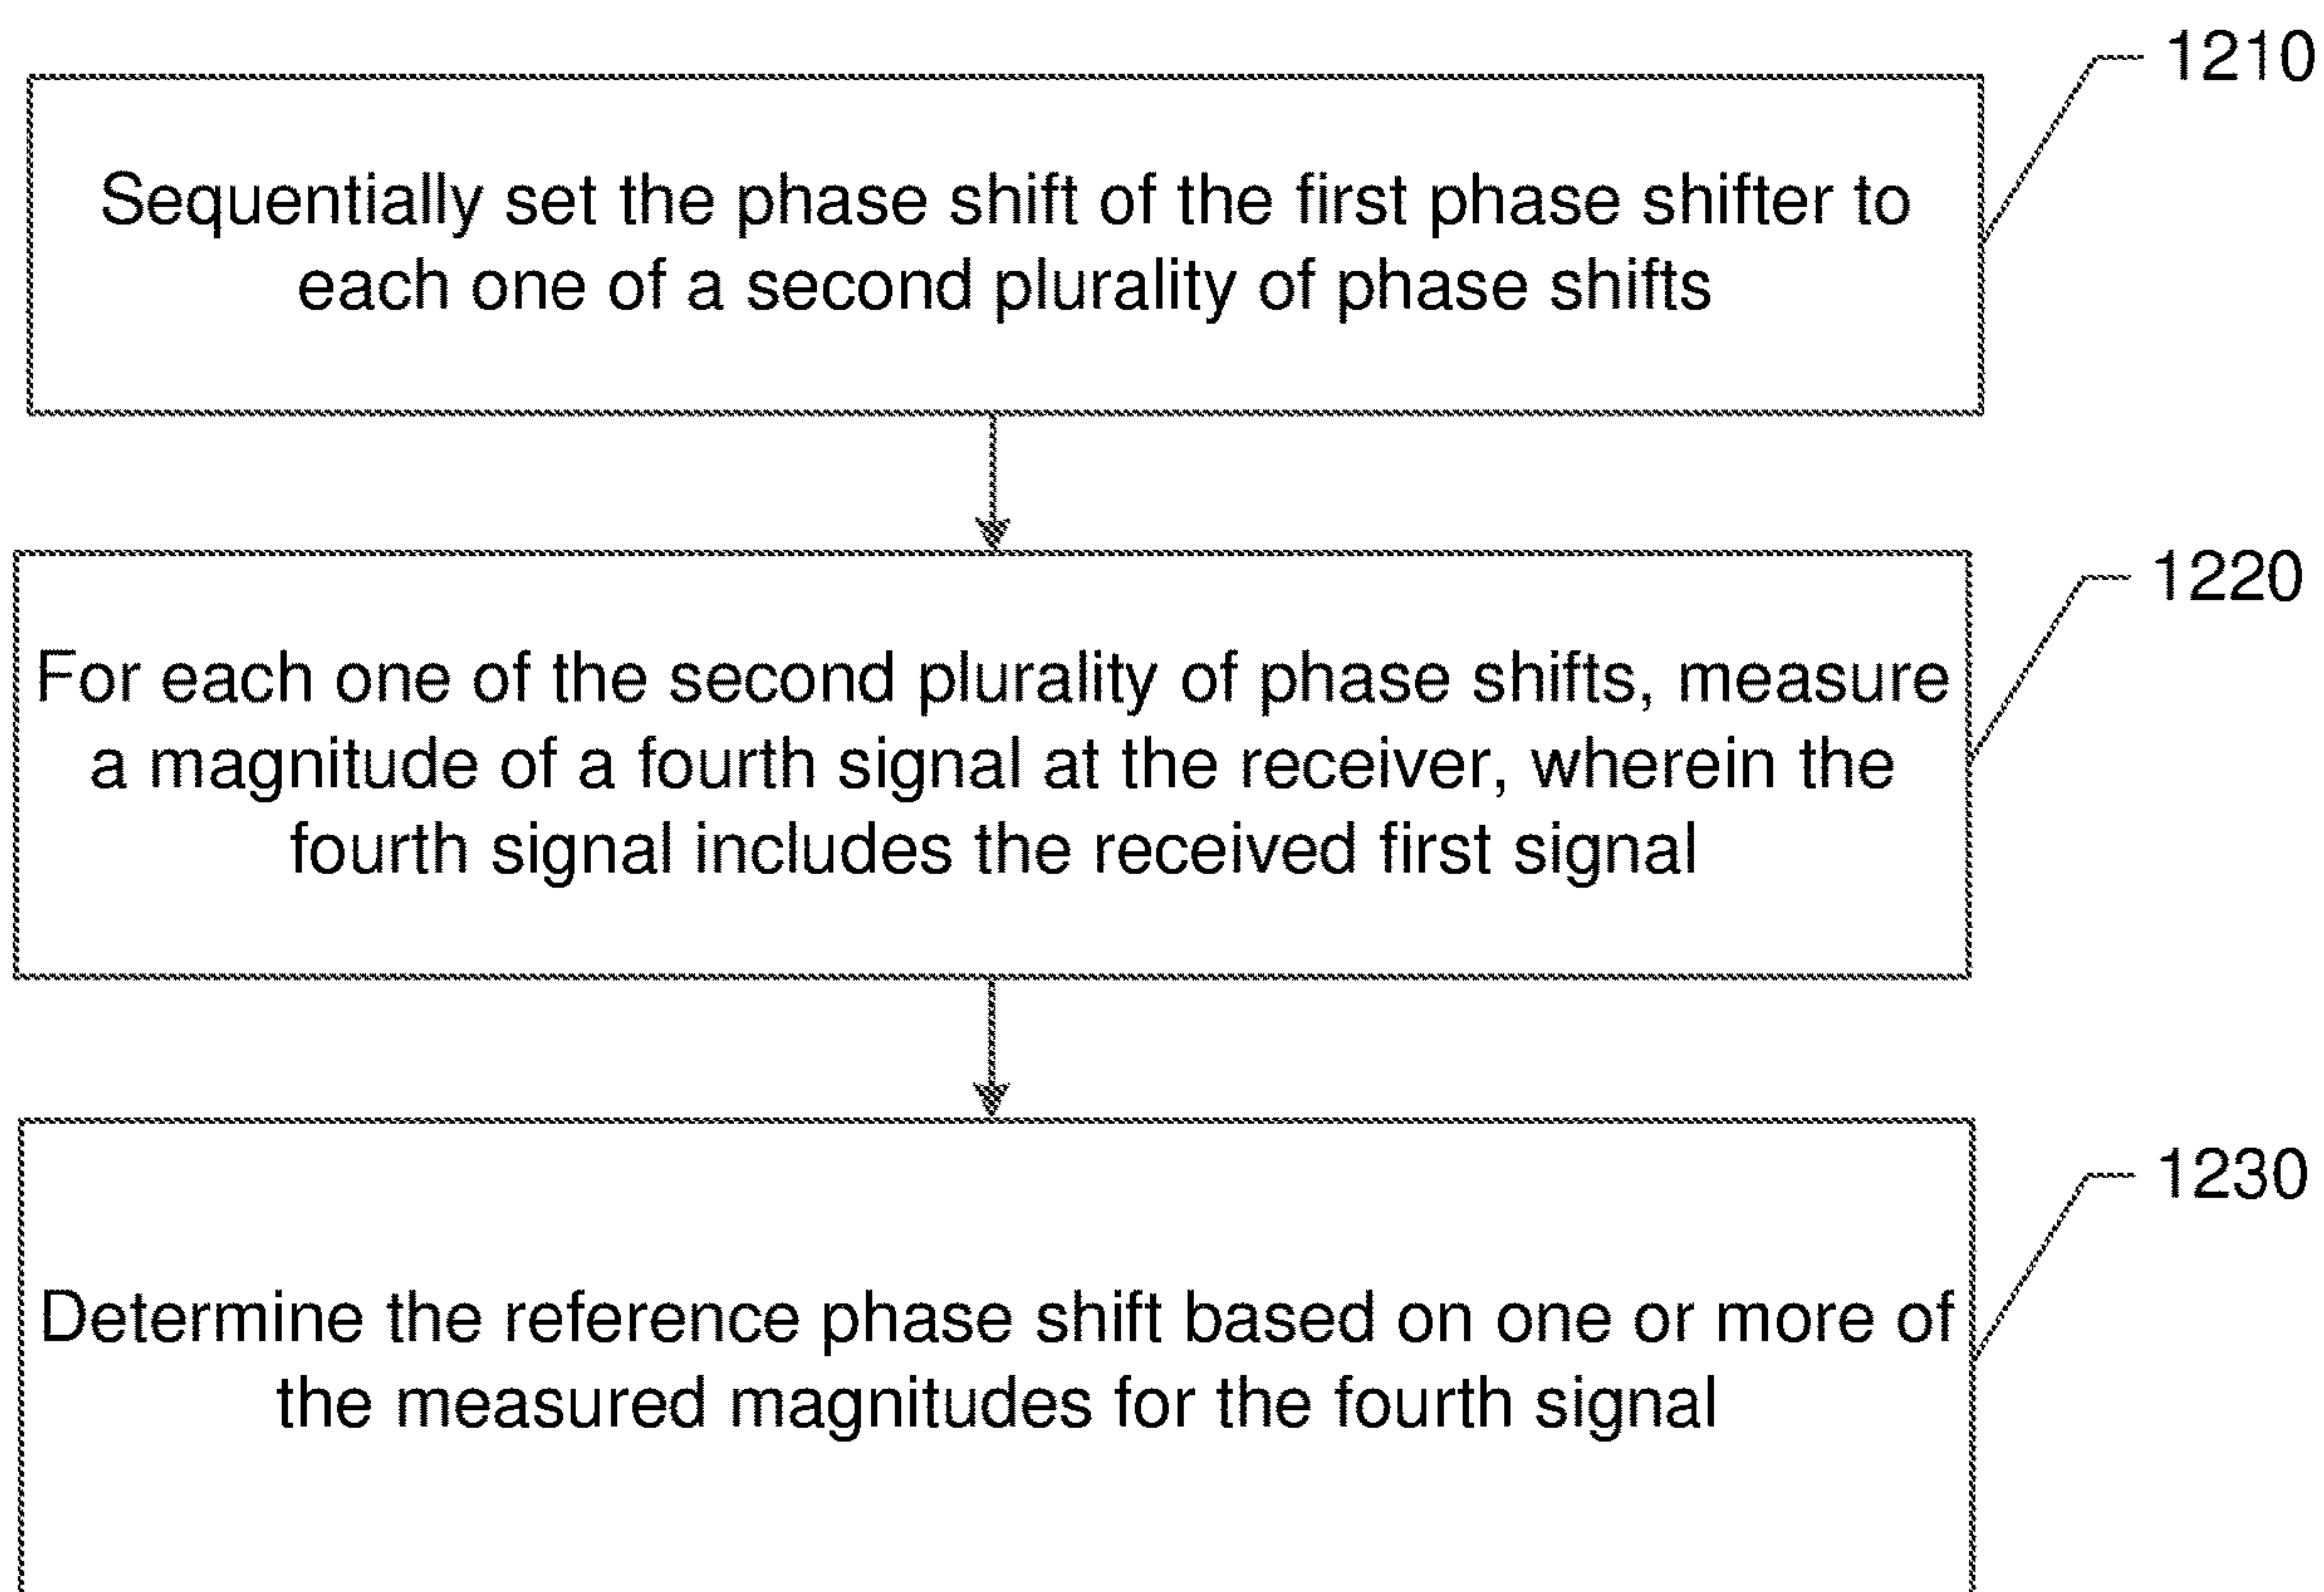 1210
Sequentially set the phase shift of the first phase shifter to
each one of a second plurality of phase shifts
1220
For each one of the second plurality of phase shifts, measure
a magnitude of a fourth signal at the receiver, wherein the
fourth signal includes the received first signal
1230
Determine the reference phase shift based on one or more of
the measured magnitudes for the fourth signal